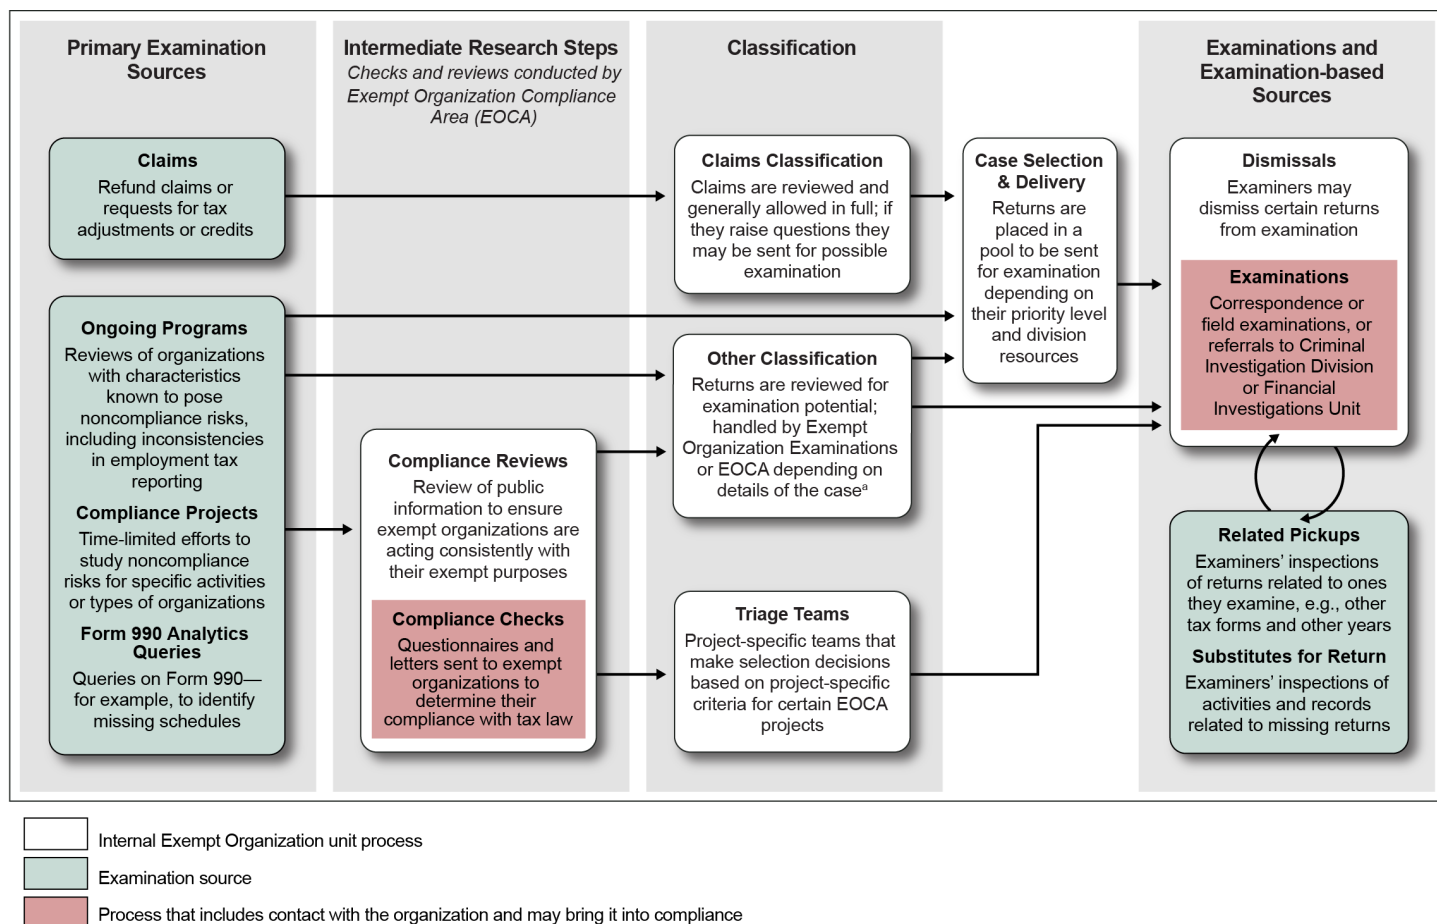 Primary Examination
Sources
Intermediate Research Steps
Checks and reviews conducted by
Exempt Organization Compliance
Area (EOCA)
Classification
Examinations and
Examination-based
Sources
Claims
Refund claims or
requests for tax
adjustments or credits
Ongoing Programs
Reviews of organizations
with characteristics
known to pose
noncompliance risks,
including inconsistencies
in employment tax
reporting
Compliance Projects
Time-limited efforts to
study noncompliance
risks for specific activities
or types of organizations
Form 990 Analytics
Queries
Queries on Form 990—
for example, to identify
missing schedules
Compliance Reviews
Review of public
information to ensure
exempt organizations are
acting consistently with
their exempt purposes
Compliance Checks
Questionnaires and
letters sent to exempt
organizations to
determine their
compliance with tax law
Claims Classification
Claims are reviewed and
generally allowed in full; if
they raise questions they
may be sent for possible
examination
Other Classification
Returns are reviewed for
examination potential;
handled by Exempt
Organization Examinations
or EOCA depending on
details of the caseᵃ
Triage Teams
Project-specific teams that
make selection decisions
based on project-specific
criteria for certain EOCA
projects
Case Selection
& Delivery
Returns are
placed in a
pool to be sent
for examination
depending on
their priority level
and division
resources
Dismissals
Examiners may
dismiss certain returns
from examination
Examinations
Correspondence or
field examinations, or
referrals to Criminal
Investigation Division
or Financial
Investigations Unit
Related Pickups
Examiners’ inspections
of returns related to ones
they examine, e.g., other
tax forms and other years
Substitutes for Return
Examiners’ inspections of
activities and records
related to missing returns
Internal Exempt Organization unit process
Examination source
Process that includes contact with the organization and may bring it into compliance